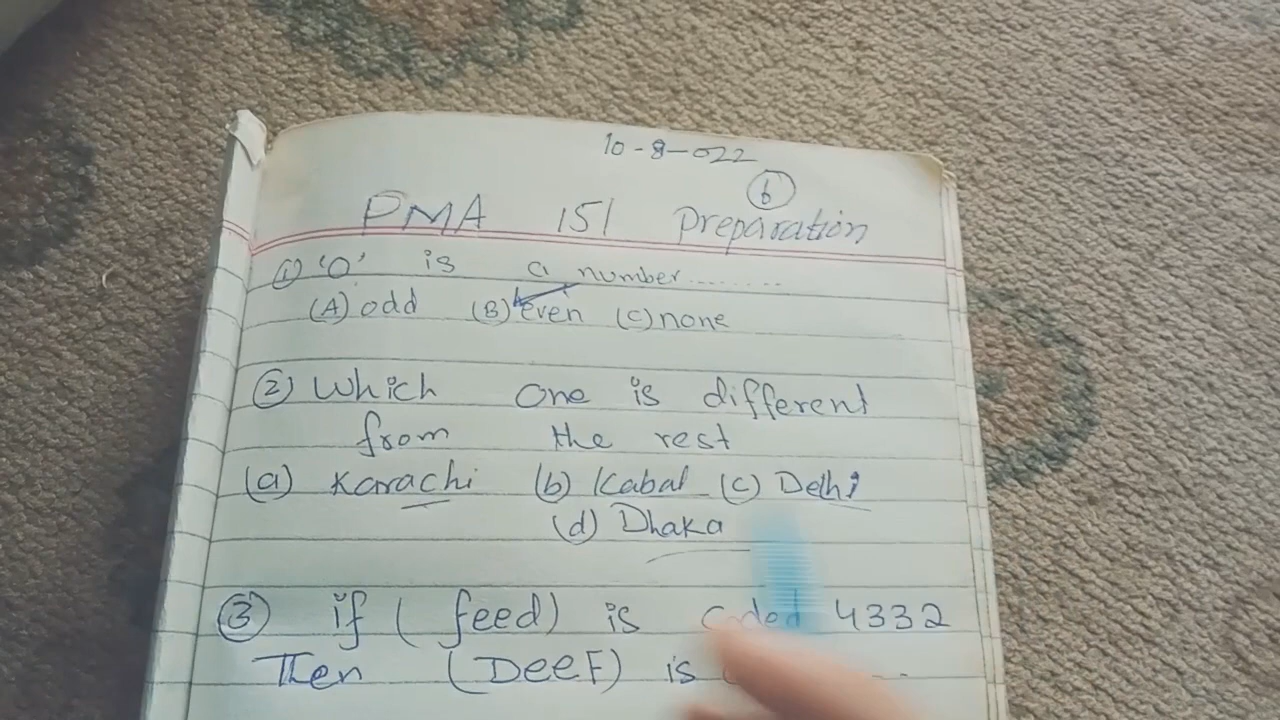 10-8-022
6
PMA 151 Preparation
① 'O' is a number........
(A) odd (B) even (C) none
② Which one is different
from the rest
(a) Karachi (b) Kabal (c) Delhi
(d) Dhaka
③ if ( feed) is coded 4332
Then (DeeF) is